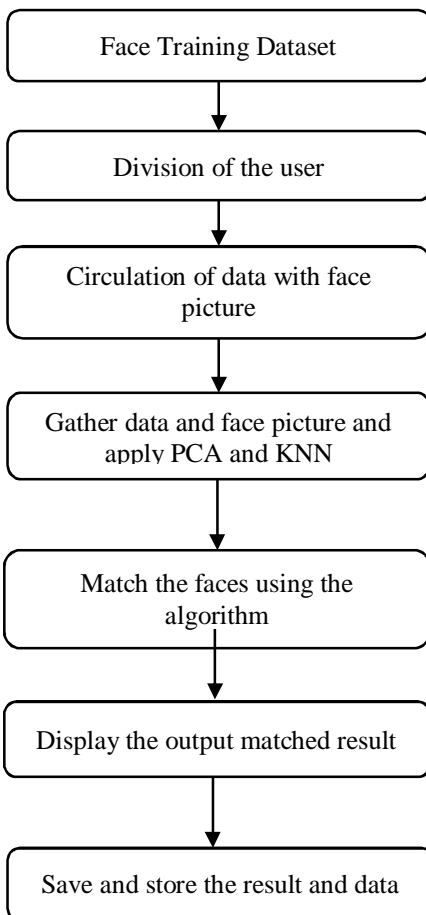 Face Training Dataset
Division of the user
Circulation of data with face
picture
Gather data and face picture and
apply PCA and KNN
Match the faces using the
algorithm
Display the output matched result
Save and store the result and data